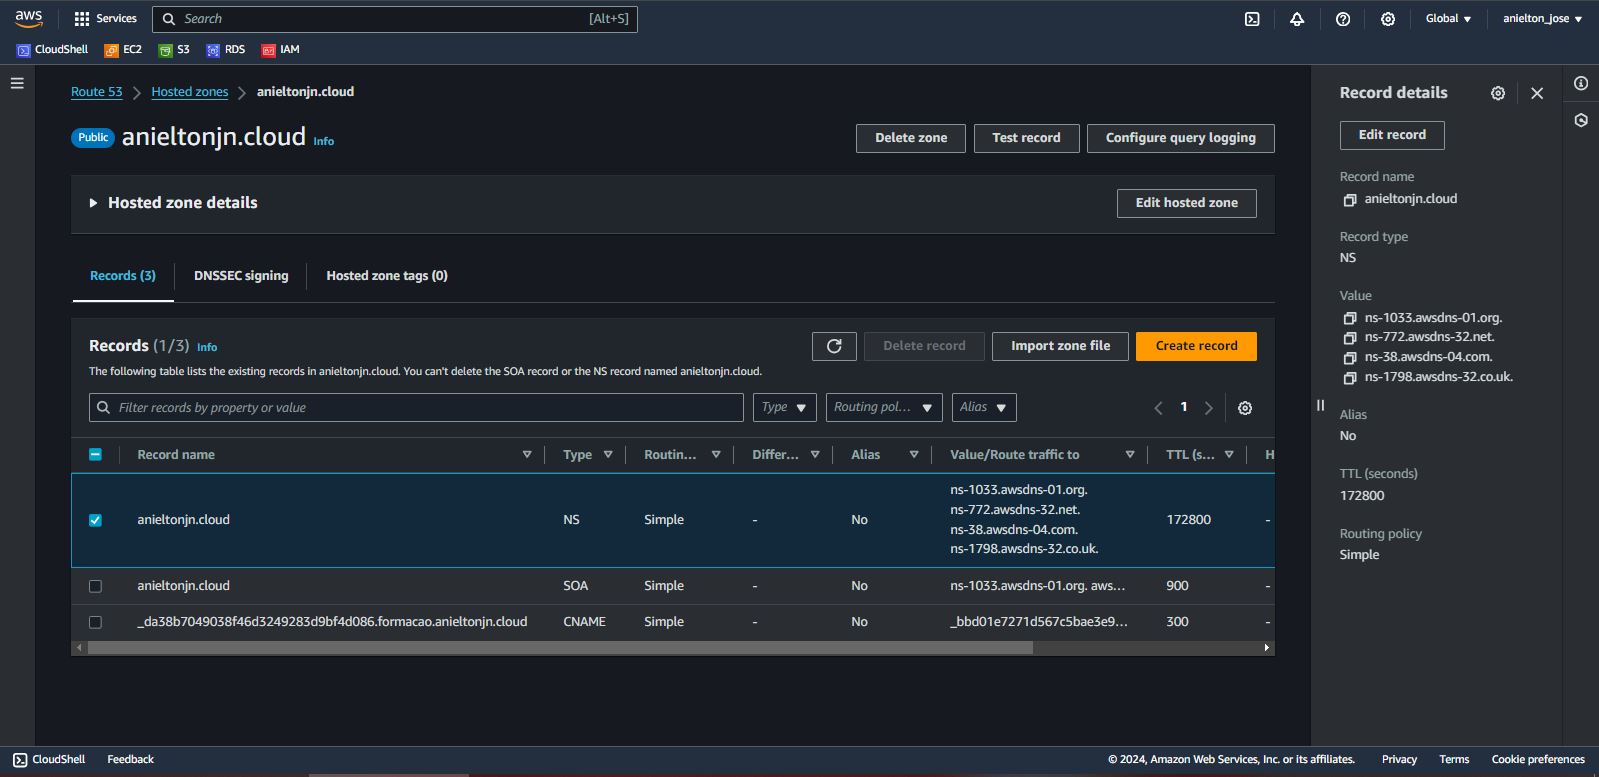 aws
Services
Search [Alt+S]
Global
anielton_jose
CloudShell
EC2
S3
RDS
IAM
Route 53
Hosted zones
anieltonjn.cloud
Public
anieltonjn.cloud
Info
Delete zone
Test record
Configure query logging
Hosted zone details
Edit hosted zone
Records (3)
DNSSEC signing
Hosted zone tags (0)
Records (1/3)
Info
Delete record
Import zone file
Create record
The following table lists the existing records in anieltonjn.cloud. You can't delete the SOA record or the NS record named anieltonjn.cloud.
Filter records by property or value
Type
Routing pol...
Alias
1
Record name Type Routin... Differ... Alias Value/Route traffic to TTL (s... H
anieltonjn.cloud NS Simple - No
ns-1033.awsdns-01.org.
ns-772.awsdns-32.net.
ns-38.awsdns-04.com.
ns-1798.awsdns-32.co.uk.
172800 -
anieltonjn.cloud SOA Simple - No ns-1033.awsdns-01.org. aws... 900 -
_da38b7049038f46d3249283d9bf4d086.formacao.anieltonjn.cloud CNAME Simple - No _bbd01e7271d567c5bae3e9... 300 -
Record details
Edit record
Record name
anieltonjn.cloud
Record type
NS
Value
ns-1033.awsdns-01.org.
ns-772.awsdns-32.net.
ns-38.awsdns-04.com.
ns-1798.awsdns-32.co.uk.
Alias
No
TTL (seconds)
172800
Routing policy
Simple
CloudShell
Feedback
© 2024, Amazon Web Services, Inc. or its affiliates.
Privacy
Terms
Cookie preferences